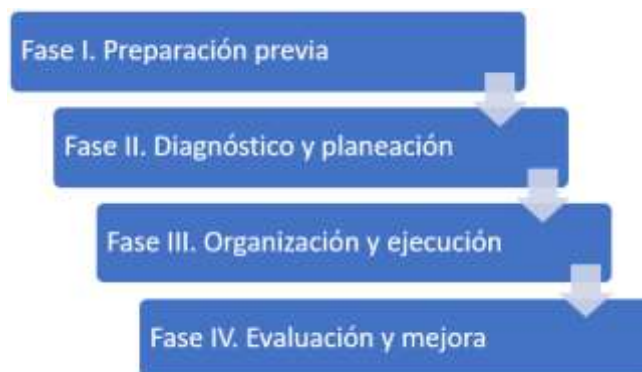 Fase I. Preparación previa
Fase II. Diagnóstico y planeación
Fase III. Organización y ejecución
Fase IV. Evaluación y mejora